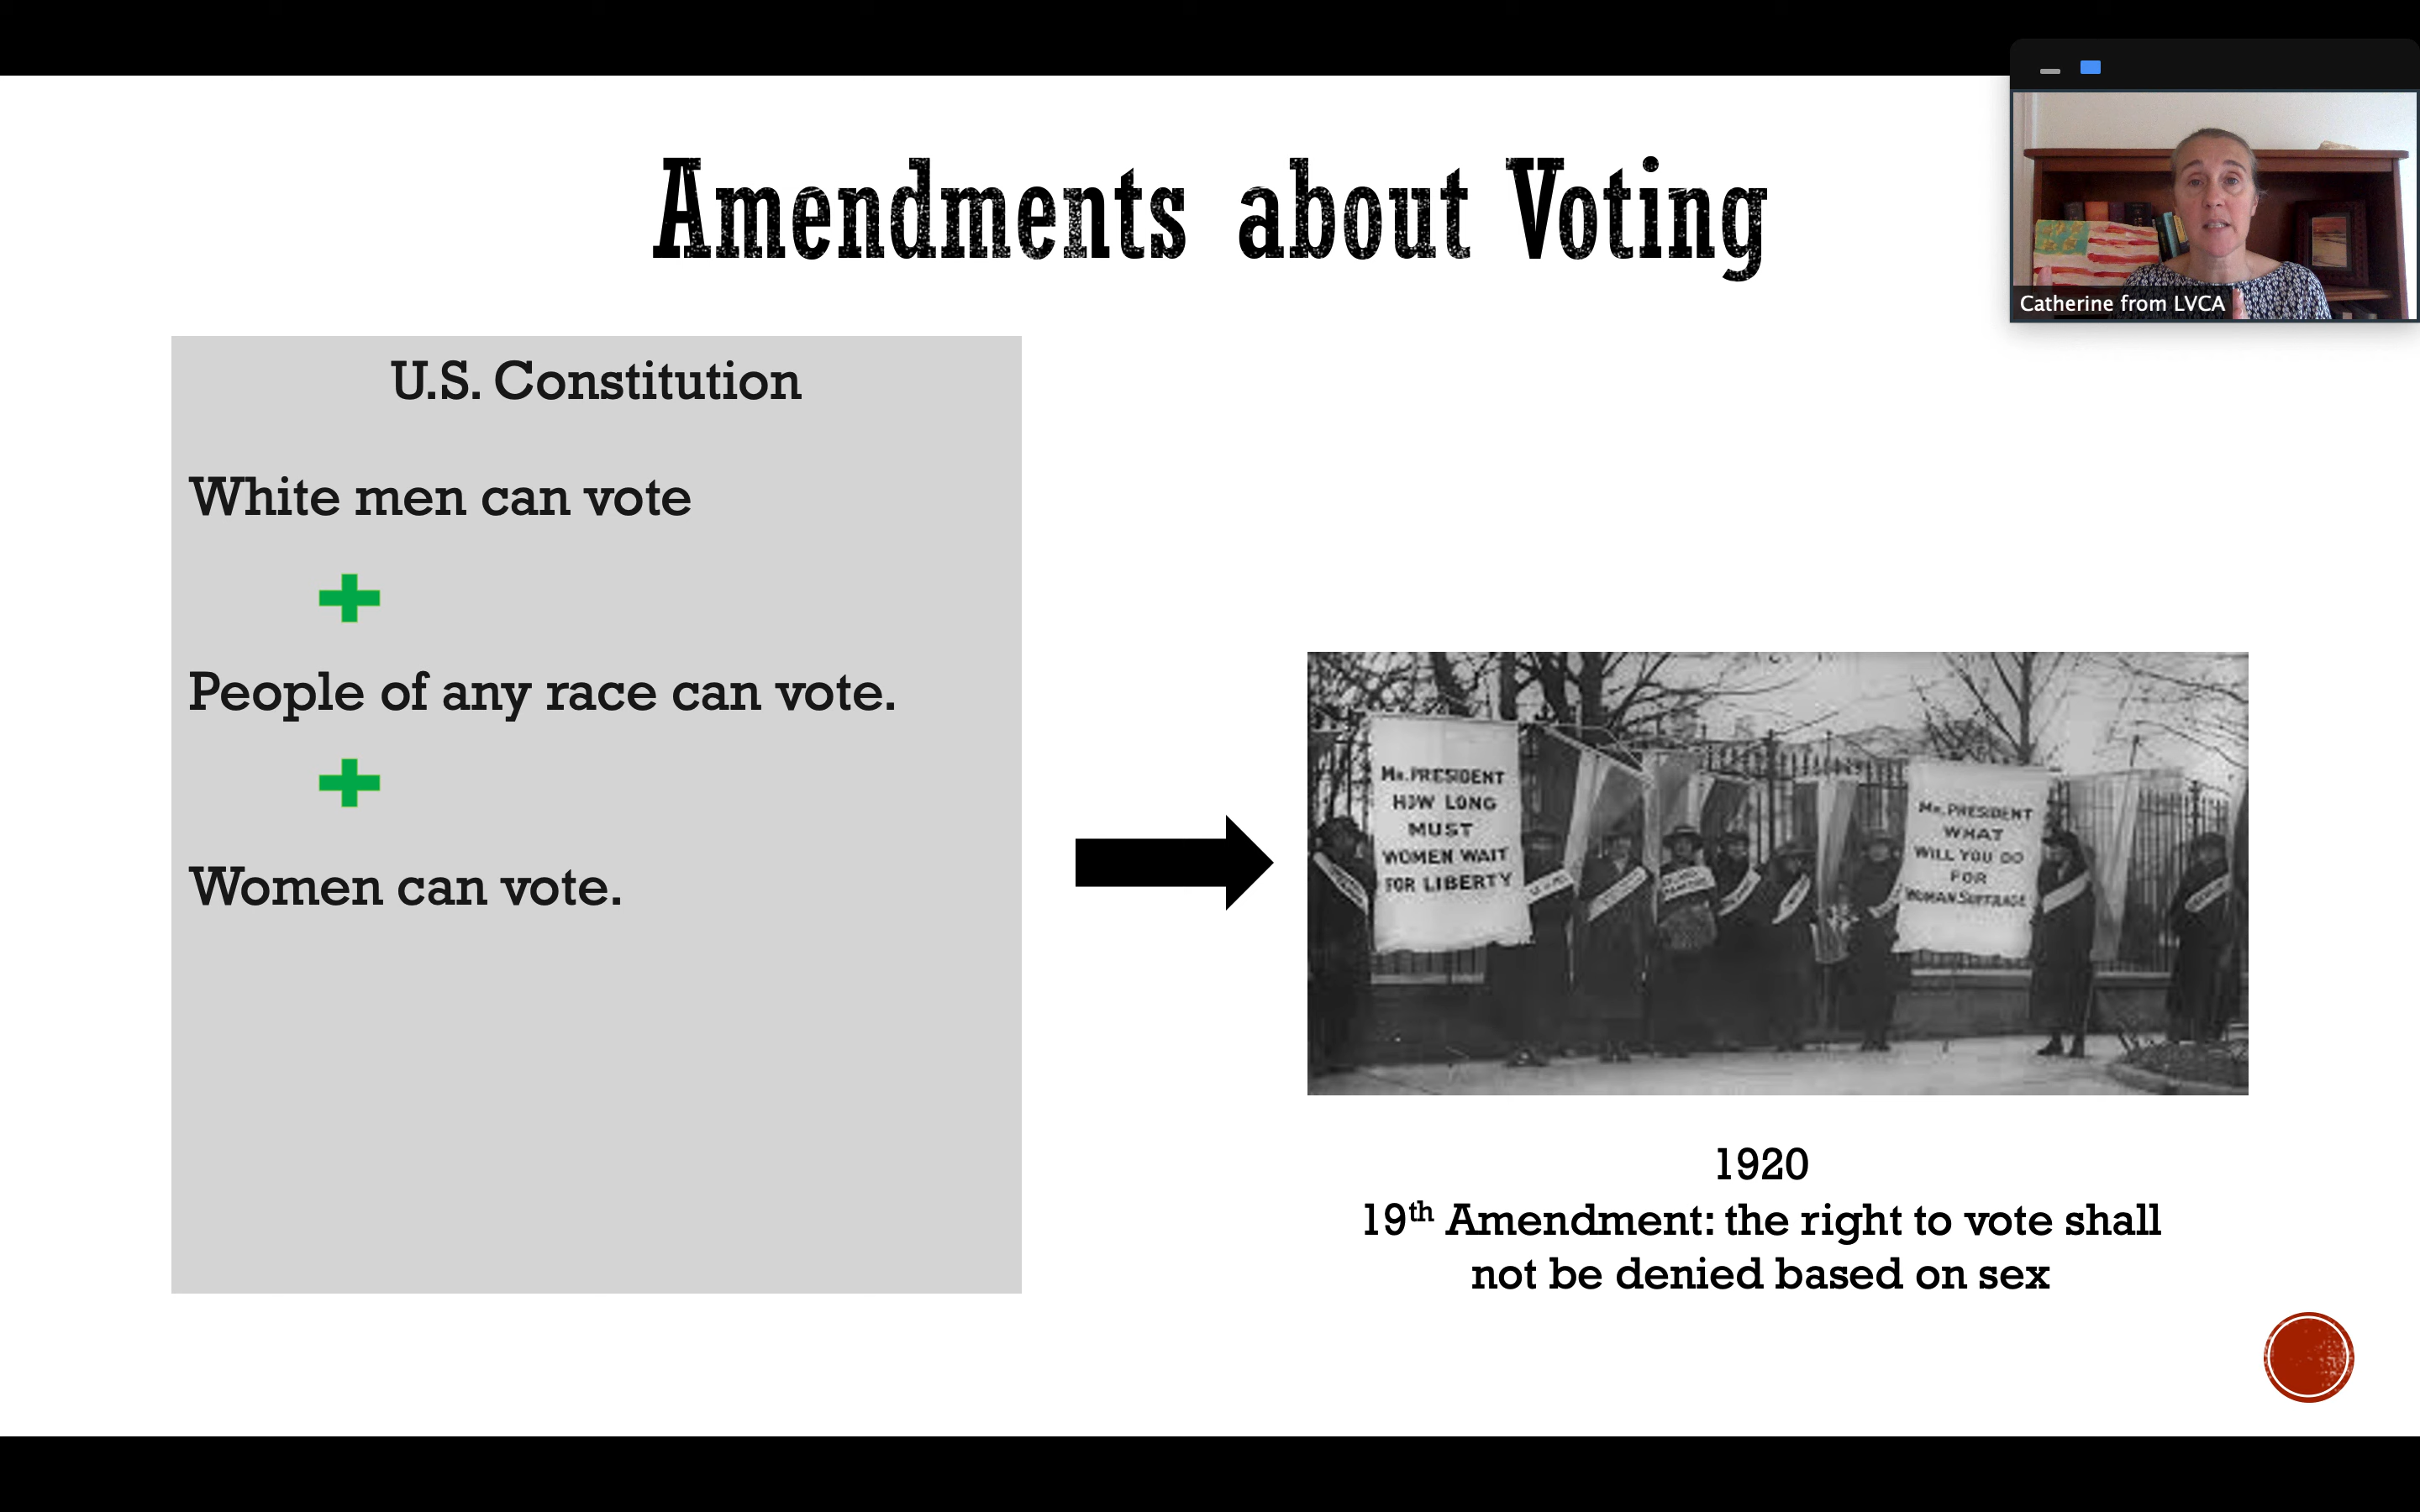 Amendments about Voting
Catherine from LVCA
U.S. Constitution
White men can vote
People of any race can vote.
Women can vote.
MR. PRESIDENT
HOW LONG
MUST
WOMEN WAIT
FOR LIBERTY
MR. PRESIDENT
WHAT
WILL YOU DO
FOR
WOMAN SUFFRAGE
1920
19th Amendment: the right to vote shall
not be denied based on sex